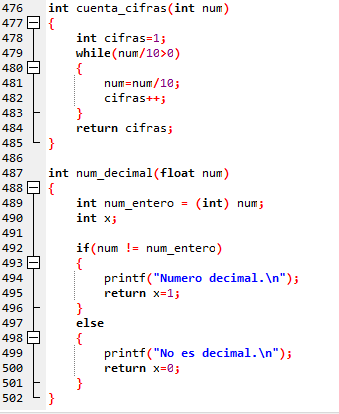 476 int cuenta_cifras(int num)
477 {
478 int cifras=1;
479 while(num/10>0)
480 {
481 num=num/10;
482 cifras++;
483 }
484 return cifras;
485 }
486
487 int num_decimal(float num)
488 {
489 int num_entero = (int) num;
490 int x;
491
492 if(num != num_entero)
493 {
494 printf("Numero decimal.\n");
495 return x=1;
496 }
497 else
498 {
499 printf("No es decimal.\n");
500 return x=0;
501 }
502 }